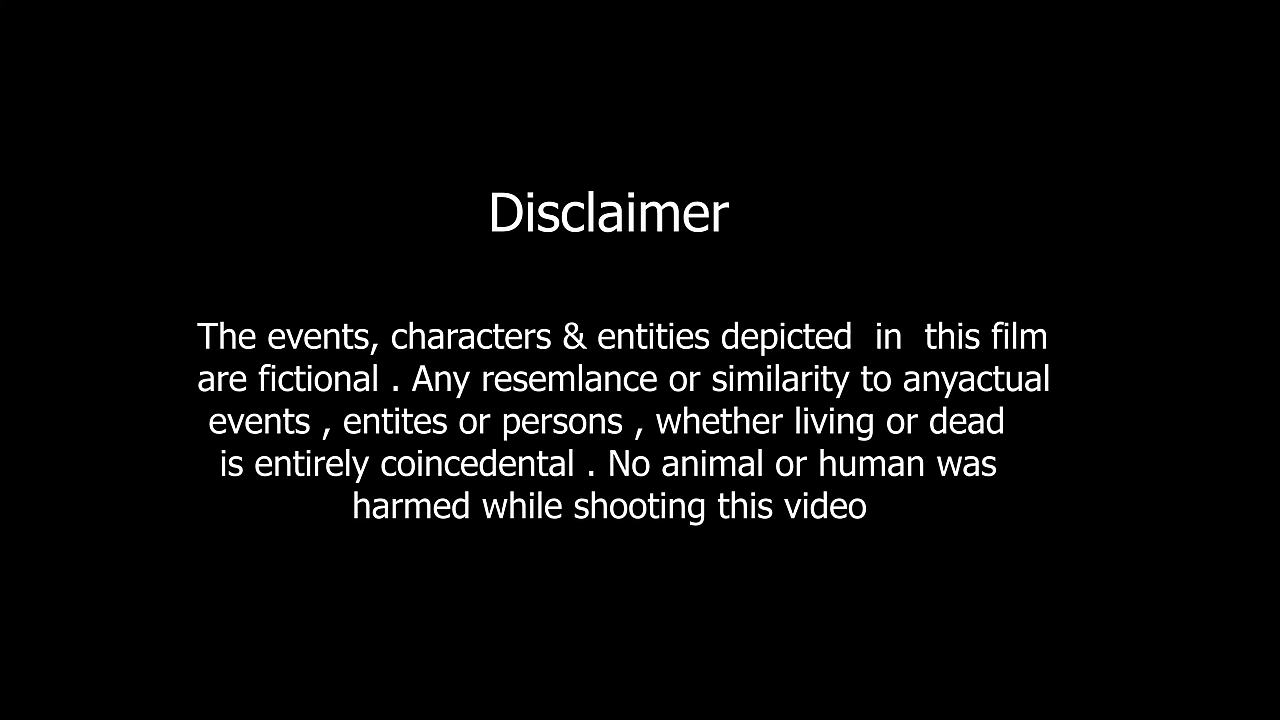 Disclaimer
The events, characters & entities depicted  in  this film
are fictional . Any resemlance or similarity to anyactual
events , entites or persons , whether living or dead
is entirely coincedental . No animal or human was
harmed while shooting this video